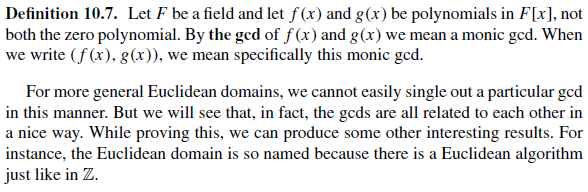 Definition 10.7. Let F be a field and let f(x) and g(x) be polynomials in F[x], not
both the zero polynomial. By the gcd of f(x) and g(x) we mean a monic gcd. When
we write (f(x), g(x)), we mean specifically this monic gcd.
For more general Euclidean domains, we cannot easily single out a particular gcd
in this manner. But we will see that, in fact, the gcds are all related to each other in
a nice way. While proving this, we can produce some other interesting results. For
instance, the Euclidean domain is so named because there is a Euclidean algorithm
just like in ℤ.